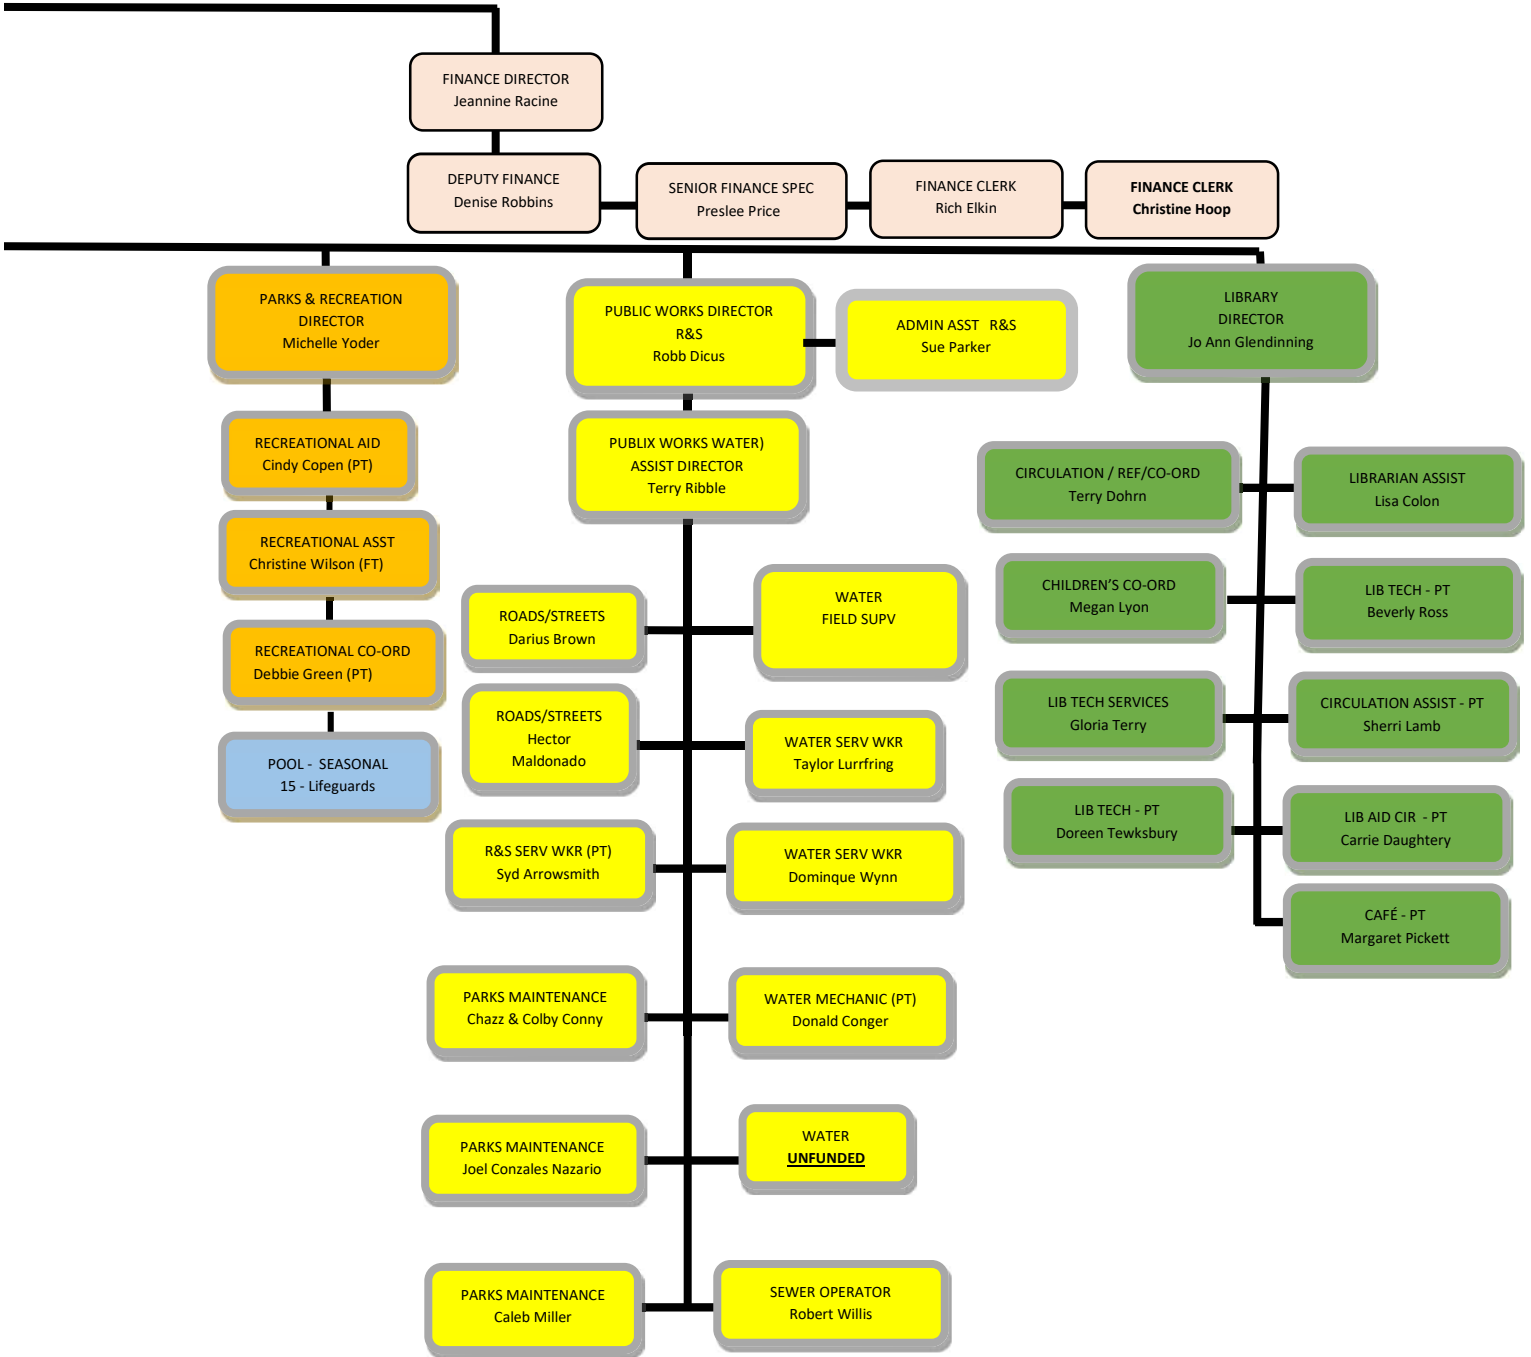 FINANCE DIRECTOR
Jeannine Racine
DEPUTY FINANCE
Denise Robbins
SENIOR FINANCE SPEC
Preslee Price
FINANCE CLERK
Rich Elkin
FINANCE CLERK
Christine Hoop
PARKS & RECREATION
DIRECTOR
Michelle Yoder
RECREATIONAL AID
Cindy Copen (PT)
RECREATIONAL ASST
Christine Wilson (FT)
RECREATIONAL CO-ORD
Debbie Green (PT)
POOL - SEASONAL
15 - Lifeguards
PUBLIC WORKS DIRECTOR
R&S
Robb Dicus
ADMIN ASST R&S
Sue Parker
PUBLIX WORKS WATER)
ASSIST DIRECTOR
Terry Ribble
ROADS/STREETS
Darius Brown
WATER
FIELD SUPV
ROADS/STREETS
Hector
Maldonado
WATER SERV WKR
Taylor Lurrfring
R&S SERV WKR (PT)
Syd Arrowsmith
WATER SERV WKR
Dominque Wynn
PARKS MAINTENANCE
Chazz & Colby Conny
WATER MECHANIC (PT)
Donald Conger
PARKS MAINTENANCE
Joel Conzales Nazario
WATER
UNFUNDED
PARKS MAINTENANCE
Caleb Miller
SEWER OPERATOR
Robert Willis
LIBRARY
DIRECTOR
Jo Ann Glendinning
CIRCULATION / REF/CO-ORD
Terry Dohrn
LIBRARIAN ASSIST
Lisa Colon
CHILDREN’S CO-ORD
Megan Lyon
LIB TECH - PT
Beverly Ross
LIB TECH SERVICES
Gloria Terry
CIRCULATION ASSIST - PT
Sherri Lamb
LIB TECH - PT
Doreen Tewksbury
LIB AID CIR - PT
Carrie Daughtery
CAFÉ - PT
Margaret Pickett